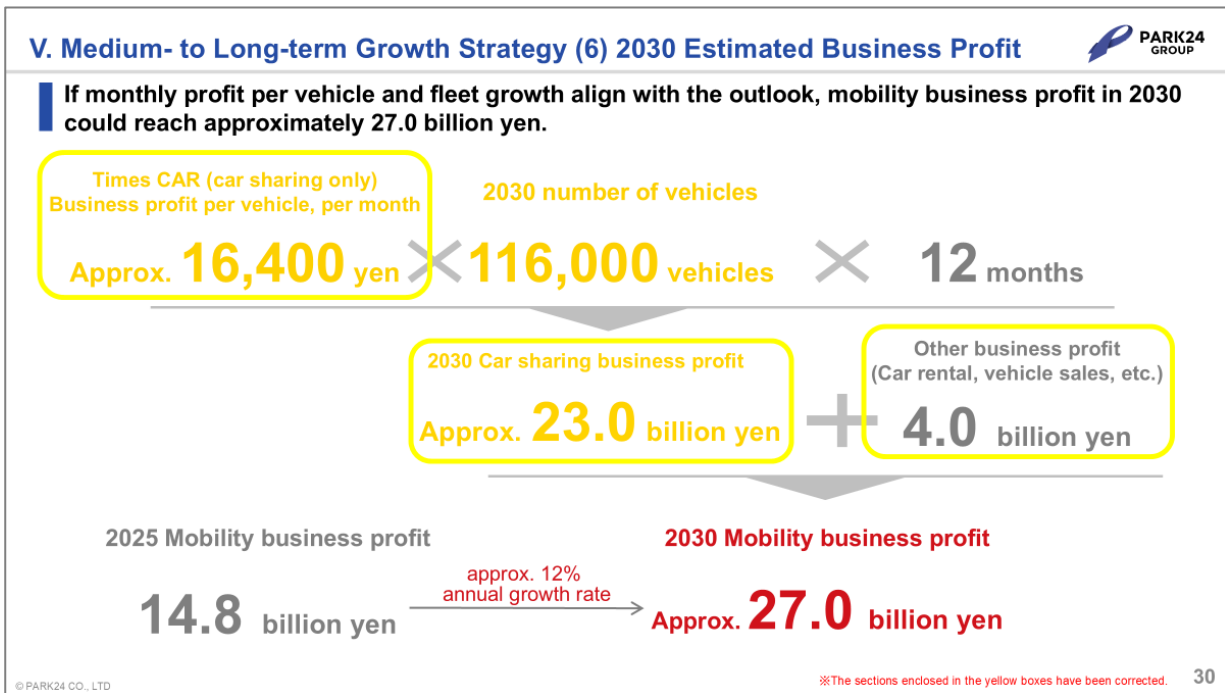 V. Medium- to Long-term Growth Strategy (6) 2030 Estimated Business Profit
PARK24
GROUP
If monthly profit per vehicle and fleet growth align with the outlook, mobility business profit in 2030
could reach approximately 27.0 billion yen.
Times CAR (car sharing only)
Business profit per vehicle, per month
2030 number of vehicles
Approx. 16,400 yen × 116,000 vehicles × 12 months
2030 Car sharing business profit
Other business profit
(Car rental, vehicle sales, etc.)
Approx. 23.0 billion yen + 4.0 billion yen
2025 Mobility business profit
2030 Mobility business profit
approx. 12%
annual growth rate
14.8 billion yen
Approx. 27.0 billion yen
© PARK24 CO., LTD
※The sections enclosed in the yellow boxes have been corrected.
30